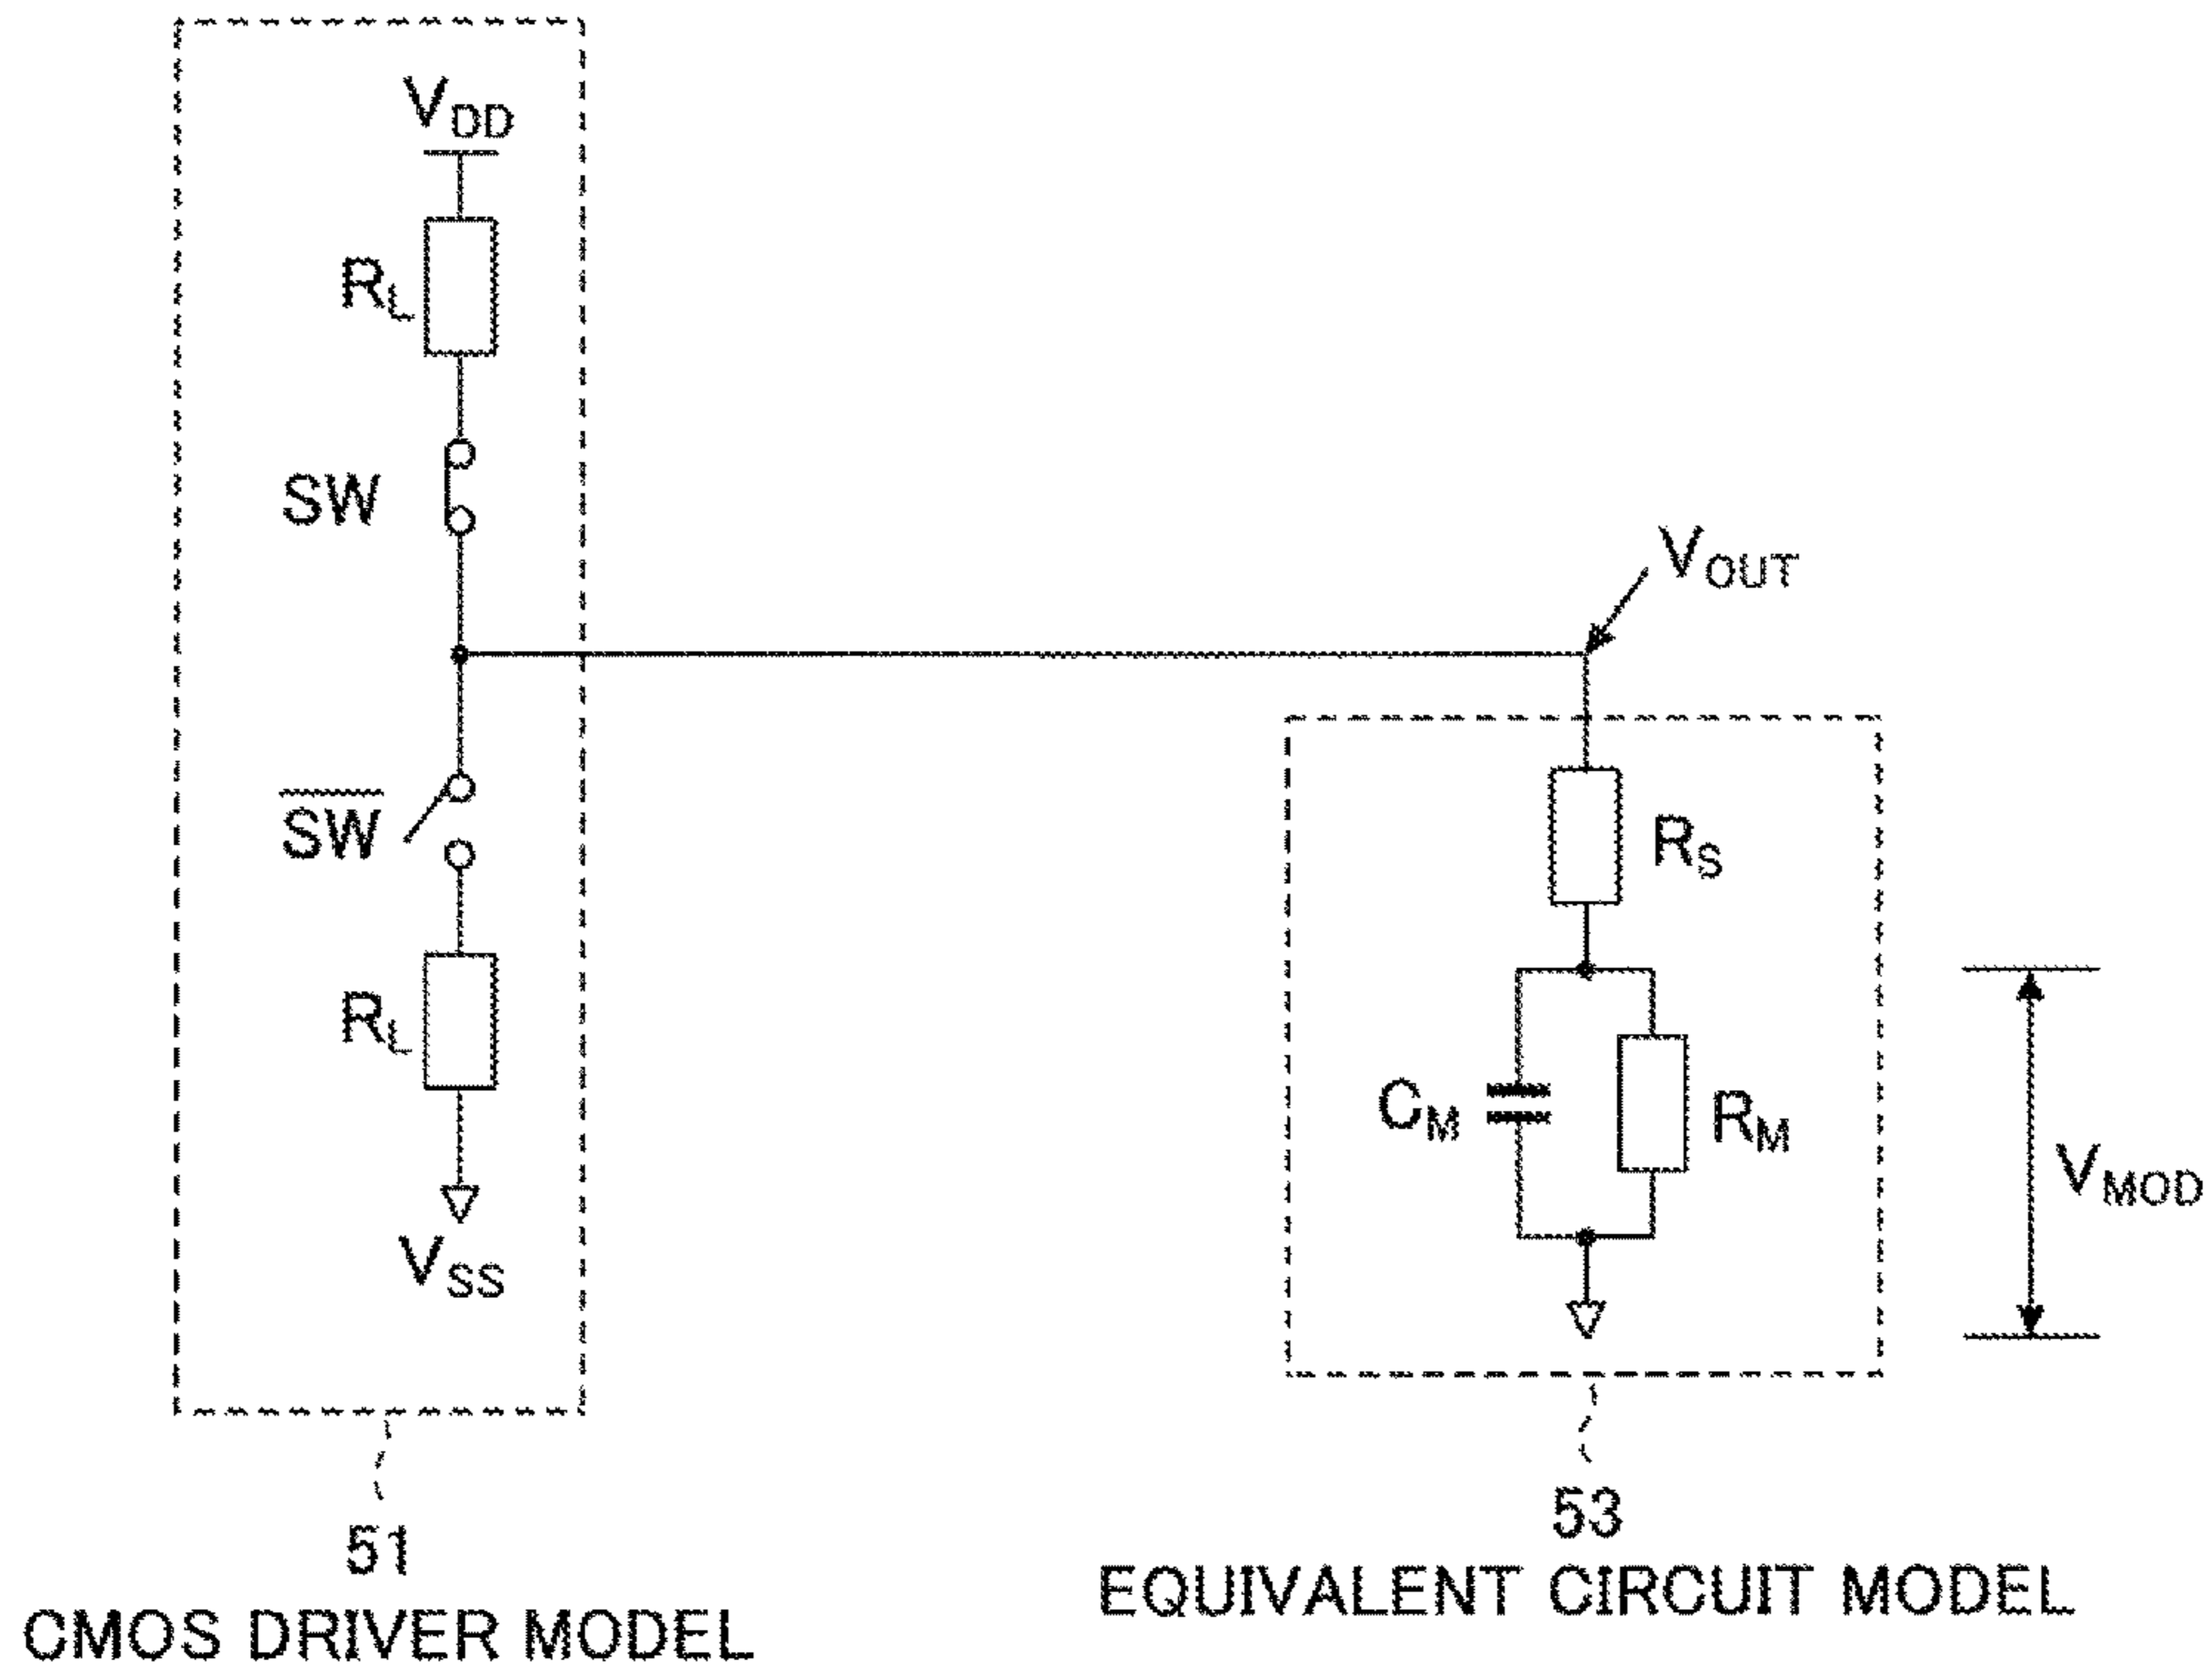 VDD
RL
SW
VOUT
SW
RS
RL
CM
RM
VMOD
VSS
51
CMOS DRIVER MODEL
53
EQUIVALENT CIRCUIT MODEL